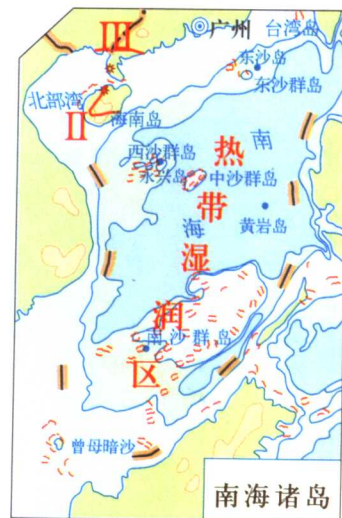 III
广州
台湾岛
东沙岛
东沙群岛
北部湾
II
海南岛
西沙群岛
永兴岛
中沙群岛
黄岩岛
南海
热带湿润区
南沙群岛
曾母暗沙
南海诸岛